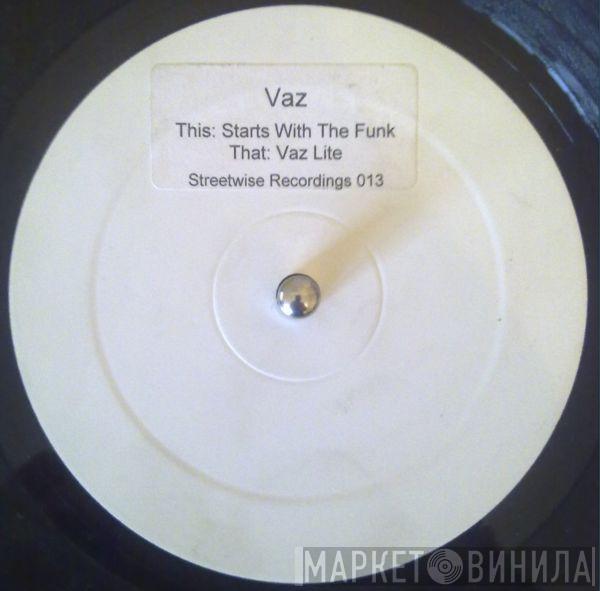 Vaz
This: Starts With The Funk
That: Vaz Lite
Streetwise Recordings 013
МАРКЕТ ВИНИЛА